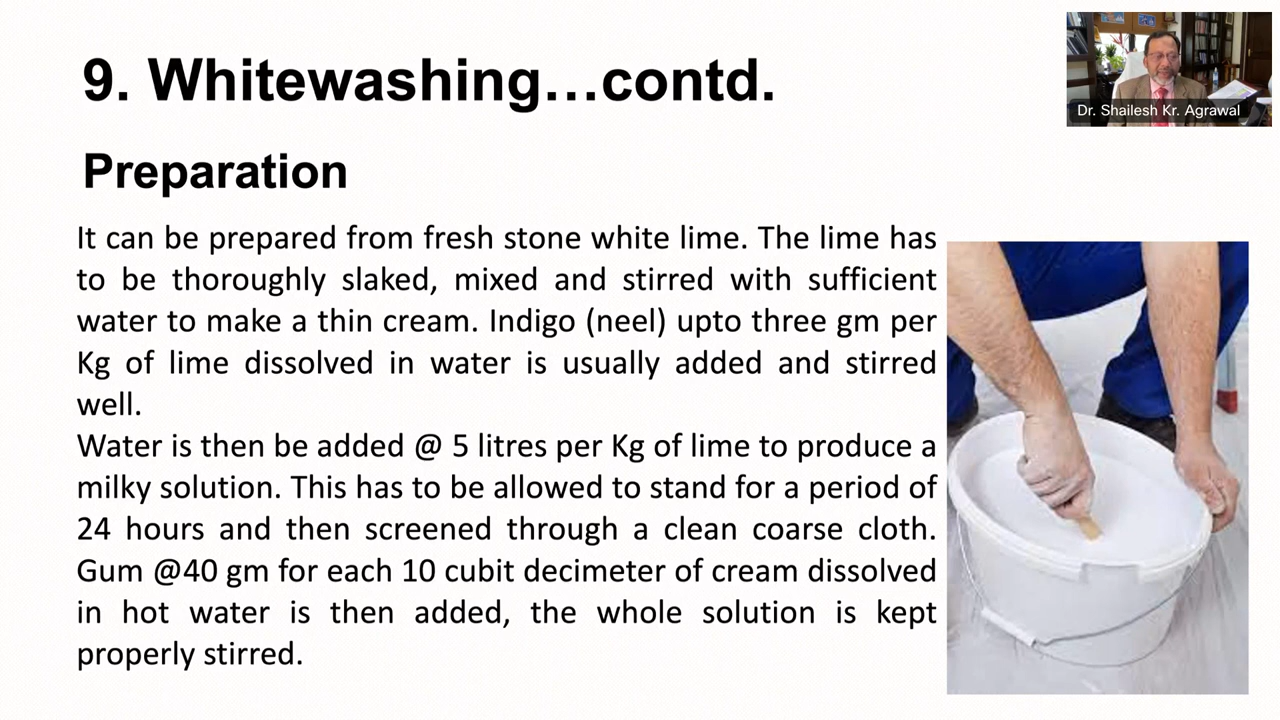 9. Whitewashing…contd.
Dr. Shailesh Kr. Agrawal
Preparation
It can be prepared from fresh stone white lime. The lime has
to be thoroughly slaked, mixed and stirred with sufficient
water to make a thin cream. Indigo (neel) upto three gm per
Kg of lime dissolved in water is usually added and stirred
well.
Water is then be added @ 5 litres per Kg of lime to produce a
milky solution. This has to be allowed to stand for a period of
24 hours and then screened through a clean coarse cloth.
Gum @40 gm for each 10 cubit decimeter of cream dissolved
in hot water is then added, the whole solution is kept
properly stirred.